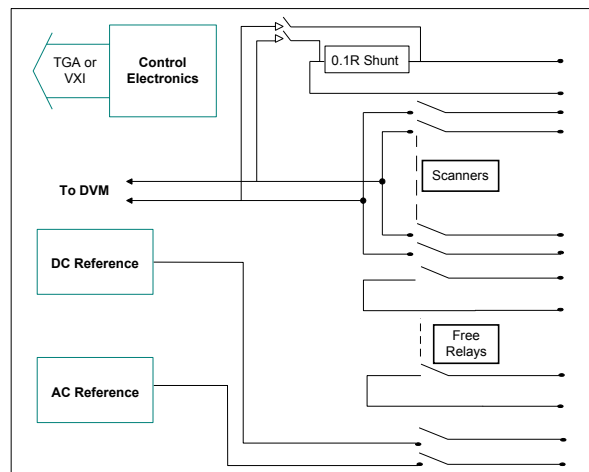 TGA or
VXI
Control
Electronics
0.1R Shunt
Scanners
To DVM
DC Reference
Free
Relays
AC Reference